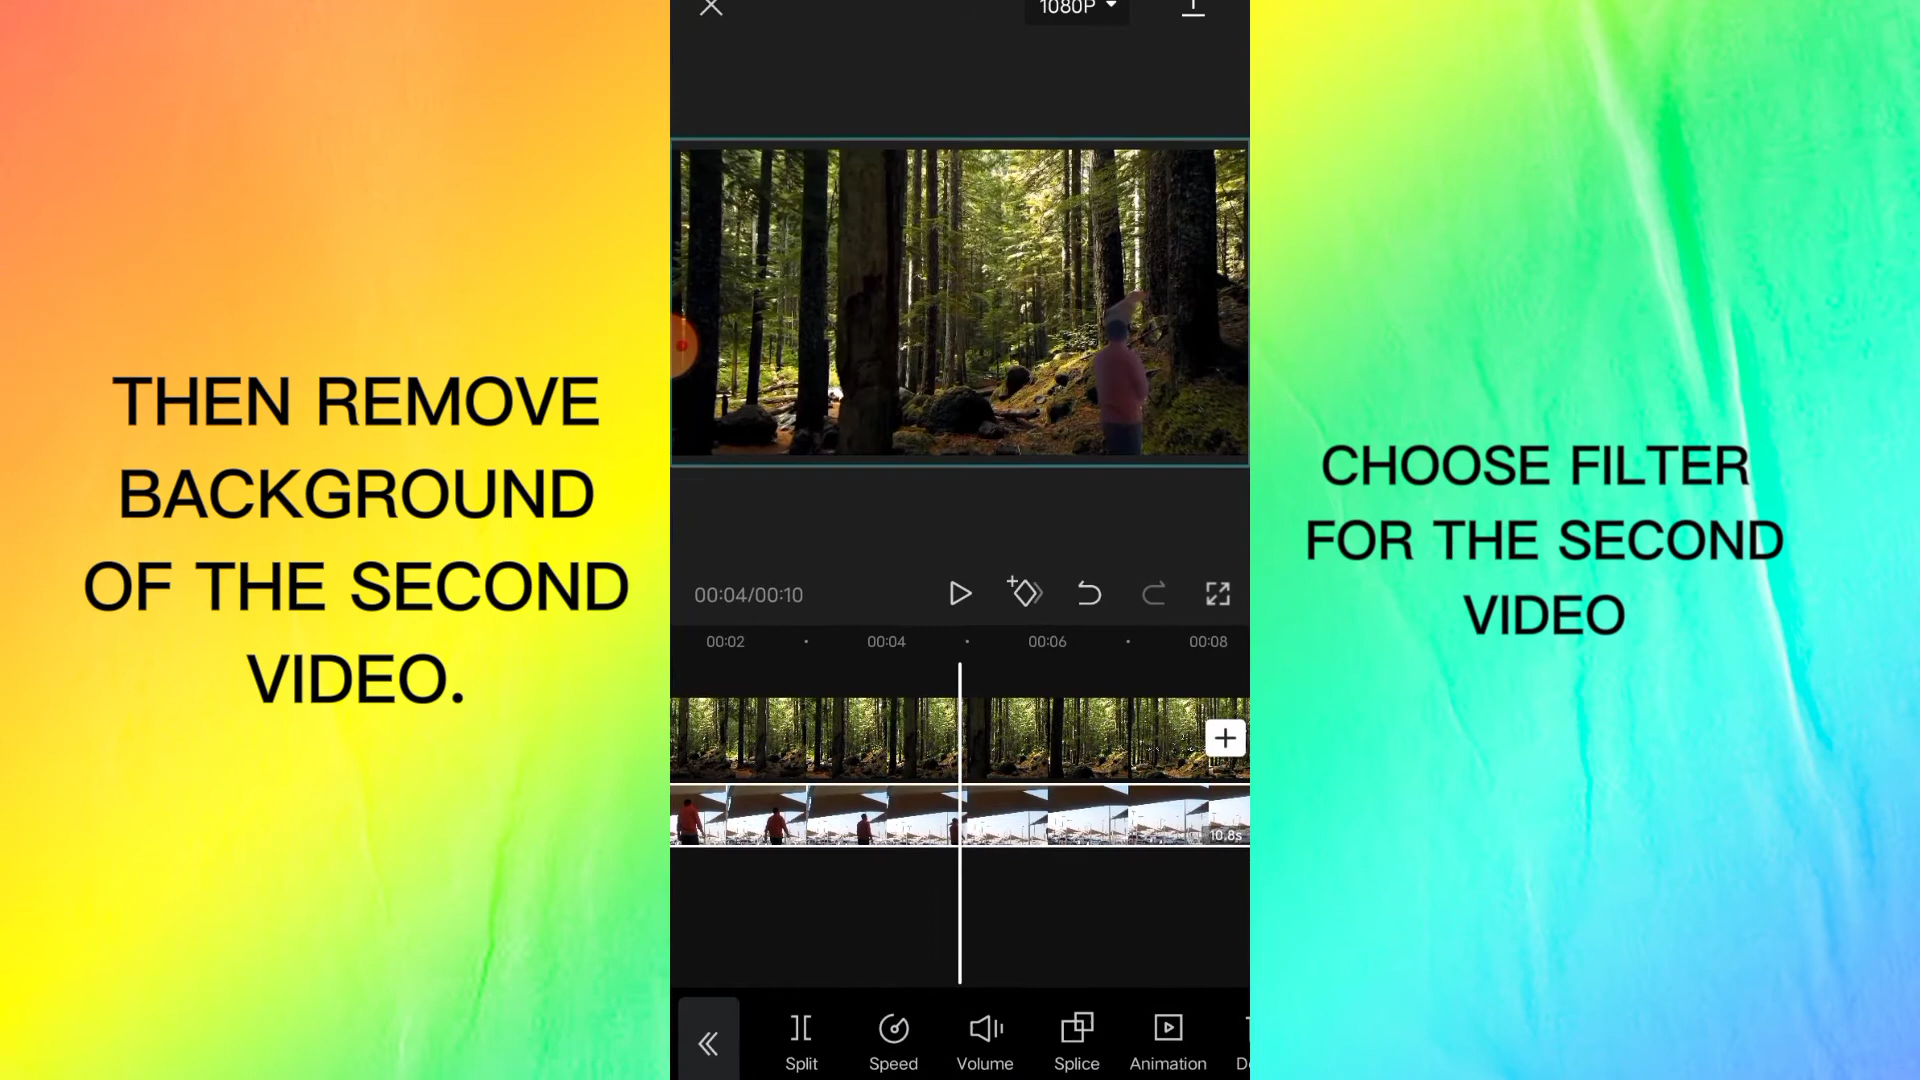 THEN REMOVE
BACKGROUND
OF THE SECOND
VIDEO.
1080P
00:04/00:10
00:02
00:04
00:06
00:08
10.8s
Split
Speed
Volume
Splice
Animation
CHOOSE FILTER
FOR THE SECOND
VIDEO